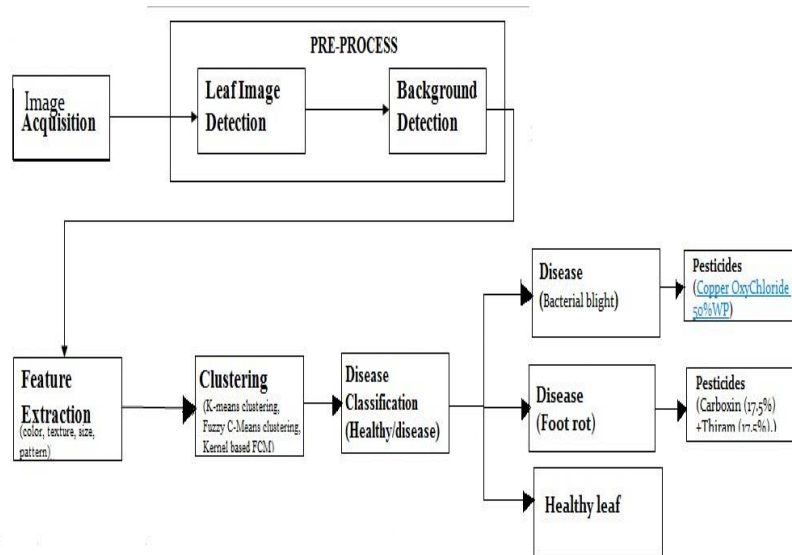 PRE-PROCESS
Image
Acquisition
Leaf Image
Detection
Background
Detection
Feature
Extraction
(color, texture, size,
pattern)
Clustering
(K-means clustering,
Fuzzy C-Means clustering,
Kernel based FCM)
Disease
Classification
(Healthy/disease)
Disease
(Bacterial blight)
Pesticides
(Copper OxyChloride
50%WP)
Disease
(Foot rot)
Pesticides
(Carboxin (17.5%)
+Thiram (17.5%).)
Healthy leaf